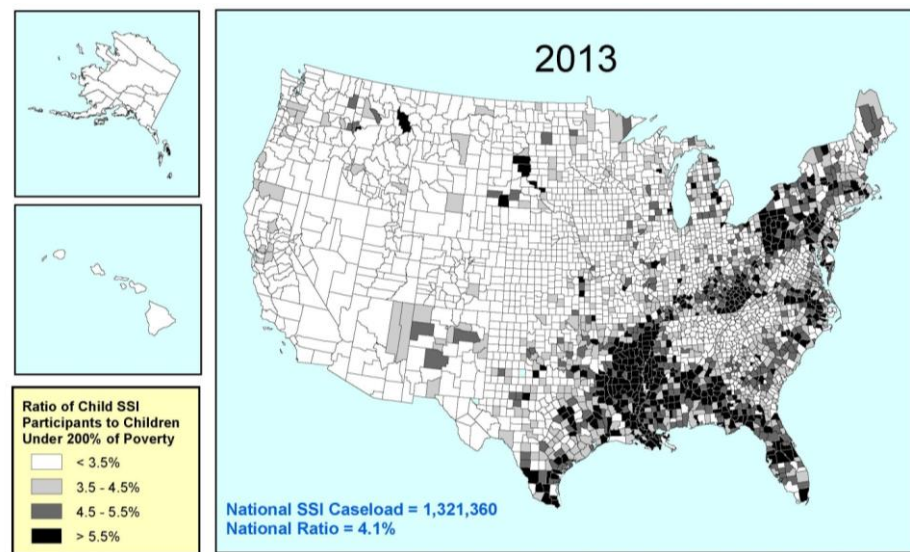 2013
Ratio of Child SSI
Participants to Children
Under 200% of Poverty
< 3.5%
3.5 - 4.5%
4.5 - 5.5%
> 5.5%
National SSI Caseload = 1,321,360
National Ratio = 4.1%